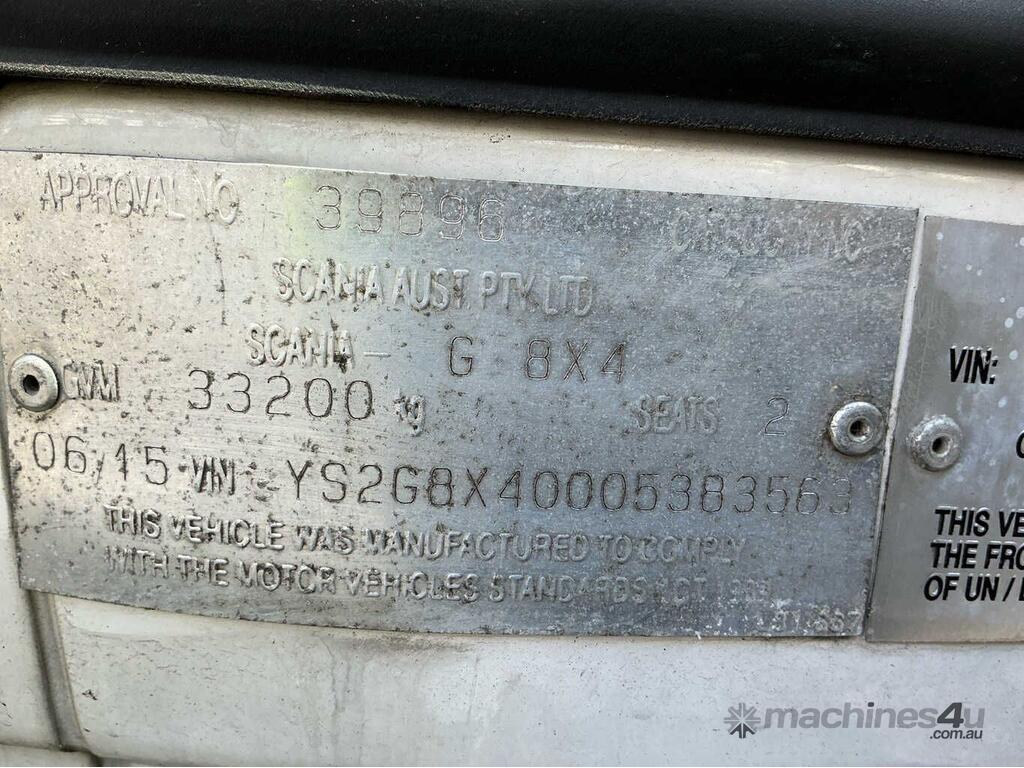 APPROVAL NO 39896 CATEGORY NC
SCANIA AUST PTY LTD
SCANIA - G 8X4
GVM 33200 kg SEATS 2
06/15 VIN YS2G8X40005383563
THIS VEHICLE WAS MANUFACTURED TO COMPLY
WITH THE MOTOR VEHICLES STANDARDS ACT 1989
VIN:
THIS VE
THE FRO
OF UN / 
machines4u
.com.au